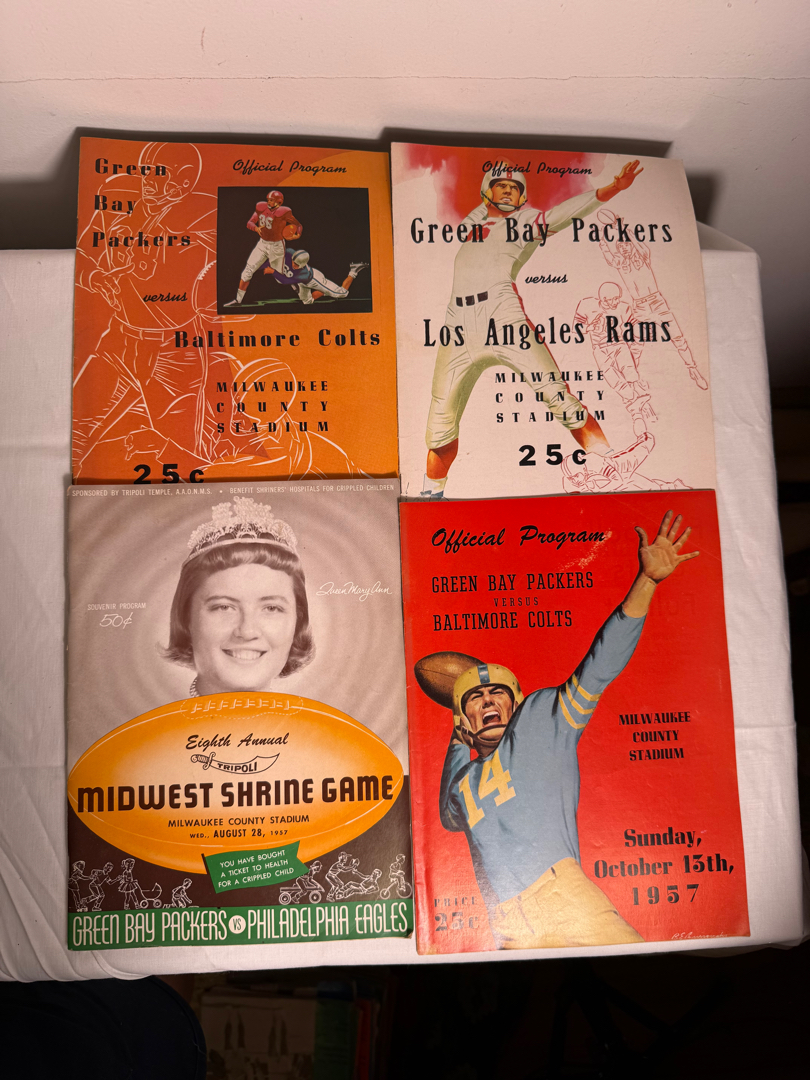 Green
Bay
Packers
Official Program
versus
Baltimore Colts
MILWAUKEE
COUNTY
STADIUM
25c
Official Program
Green Bay Packers
versus
Los Angeles Rams
MILWAUKEE
COUNTY
STADIUM
25c
SPONSORED BY TRIPOLI TEMPLE, A.A.O.N.M.S. • BENEFIT SHRINERS' HOSPITALS FOR CRIPPLED CHILDREN
Queen Mary Ann
SOUVENIR PROGRAM
50¢
Eighth Annual
TRIPOLI
MIDWEST SHRINE GAME
MILWAUKEE COUNTY STADIUM
WED., AUGUST 28, 1957
YOU HAVE BOUGHT
A TICKET TO HEALTH
FOR A CRIPPLED CHILD
GREEN BAY PACKERS VS PHILADELPHIA EAGLES
Official Program
GREEN BAY PACKERS
VERSUS
BALTIMORE COLTS
14
MILWAUKEE
COUNTY
STADIUM
Sunday,
October 13th,
1957
PRICE
25c